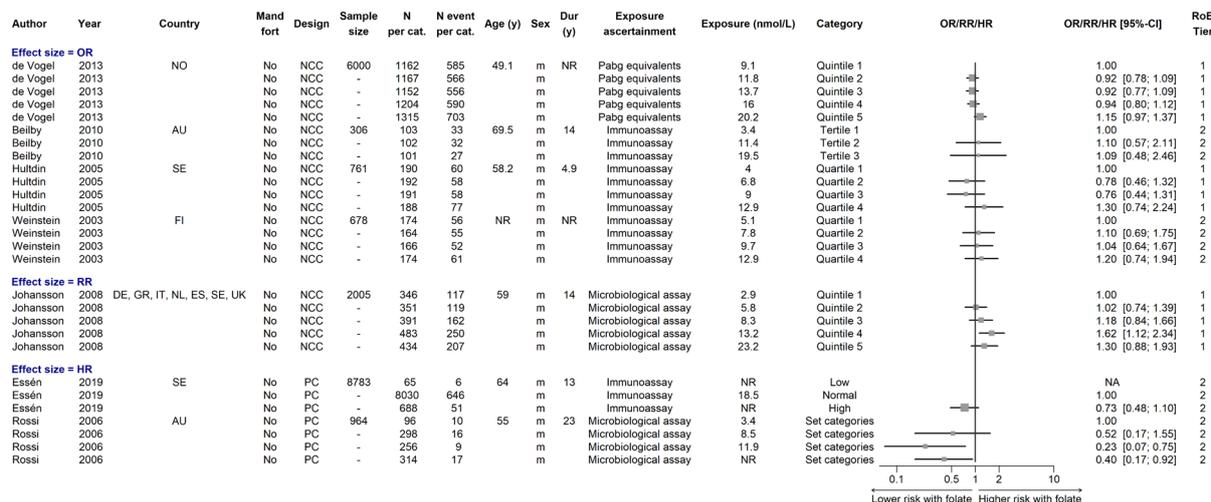 Author Year Country Mand fort Design Sample size N per cat. N event per cat. Age (y) Sex Dur (y) Exposure ascertainment Exposure (nmol/L) Category OR/RR/HR OR/RR/HR [95%-CI] RoB Tier
Effect size = OR
de Vogel 2013 NO No NCC 6000 1162 585 49.1 m NR Pabg equivalents 9.1 Quintile 1 1.00 1
de Vogel 2013 No NCC - 1167 566 m Pabg equivalents 11.8 Quintile 2 0.92 [0.78; 1.09] 1
de Vogel 2013 No NCC - 1152 556 m Pabg equivalents 13.7 Quintile 3 0.92 [0.77; 1.09] 1
de Vogel 2013 No NCC - 1204 590 m Pabg equivalents 16 Quintile 4 0.94 [0.80; 1.12] 1
de Vogel 2013 No NCC - 1315 703 m Pabg equivalents 20.2 Quintile 5 1.15 [0.97; 1.37] 1
Beilby 2010 AU No NCC 306 103 33 69.5 m 14 Immunoassay 3.4 Tertile 1 1.00 2
Beilby 2010 No NCC - 102 32 m Immunoassay 11.4 Tertile 2 1.10 [0.57; 2.11] 2
Beilby 2010 No NCC - 101 27 m Immunoassay 19.5 Tertile 3 1.09 [0.48; 2.46] 2
Hultdin 2005 SE No NCC 761 190 60 58.2 m 4.9 Immunoassay 4 Quartile 1 1.00 1
Hultdin 2005 No NCC - 192 58 m Immunoassay 6.8 Quartile 2 0.78 [0.46; 1.32] 1
Hultdin 2005 No NCC - 191 58 m Immunoassay 9 Quartile 3 0.76 [0.44; 1.31] 1
Hultdin 2005 No NCC - 188 77 m Immunoassay 12.9 Quartile 4 1.30 [0.74; 2.24] 1
Weinstein 2003 FI No NCC 678 174 56 NR m NR Immunoassay 5.1 Quartile 1 1.00 2
Weinstein 2003 No NCC - 164 55 m Immunoassay 7.8 Quartile 2 1.10 [0.69; 1.75] 2
Weinstein 2003 No NCC - 166 52 m Immunoassay 9.7 Quartile 3 1.04 [0.64; 1.67] 2
Weinstein 2003 No NCC - 174 61 m Immunoassay 12.9 Quartile 4 1.20 [0.74; 1.94] 2
Effect size = RR
Johansson 2008 DE, GR, IT, NL, ES, SE, UK No NCC 2005 346 117 59 m 14 Microbiological assay 2.9 Quintile 1 1.00 1
Johansson 2008 No NCC - 351 119 m Microbiological assay 5.8 Quintile 2 1.02 [0.74; 1.39] 1
Johansson 2008 No NCC - 391 162 m Microbiological assay 8.3 Quintile 3 1.18 [0.84; 1.66] 1
Johansson 2008 No NCC - 483 250 m Microbiological assay 13.2 Quintile 4 1.62 [1.12; 2.34] 1
Johansson 2008 No NCC - 434 207 m Microbiological assay 23.2 Quintile 5 1.30 [0.88; 1.93] 1
Effect size = HR
Essén 2019 SE No PC 8783 65 6 64 m 13 Immunoassay NR Low NA 2
Essén 2019 No PC - 8030 646 m Immunoassay 18.5 Normal 1.00 2
Essén 2019 No PC - 688 51 m Immunoassay NR High 0.73 [0.48; 1.10] 2
Rossi 2006 AU No PC 964 96 10 55 m 23 Microbiological assay 3.4 Set categories 1.00 2
Rossi 2006 No PC - 298 16 m Microbiological assay 8.5 Set categories 0.52 [0.17; 1.55] 2
Rossi 2006 No PC - 256 9 m Microbiological assay 11.9 Set categories 0.23 [0.07; 0.75] 2
Rossi 2006 No PC - 314 17 m Microbiological assay NR Set categories 0.40 [0.17; 0.92] 2
0.1 0.5 1 2 10
Lower risk with folate Higher risk with folate